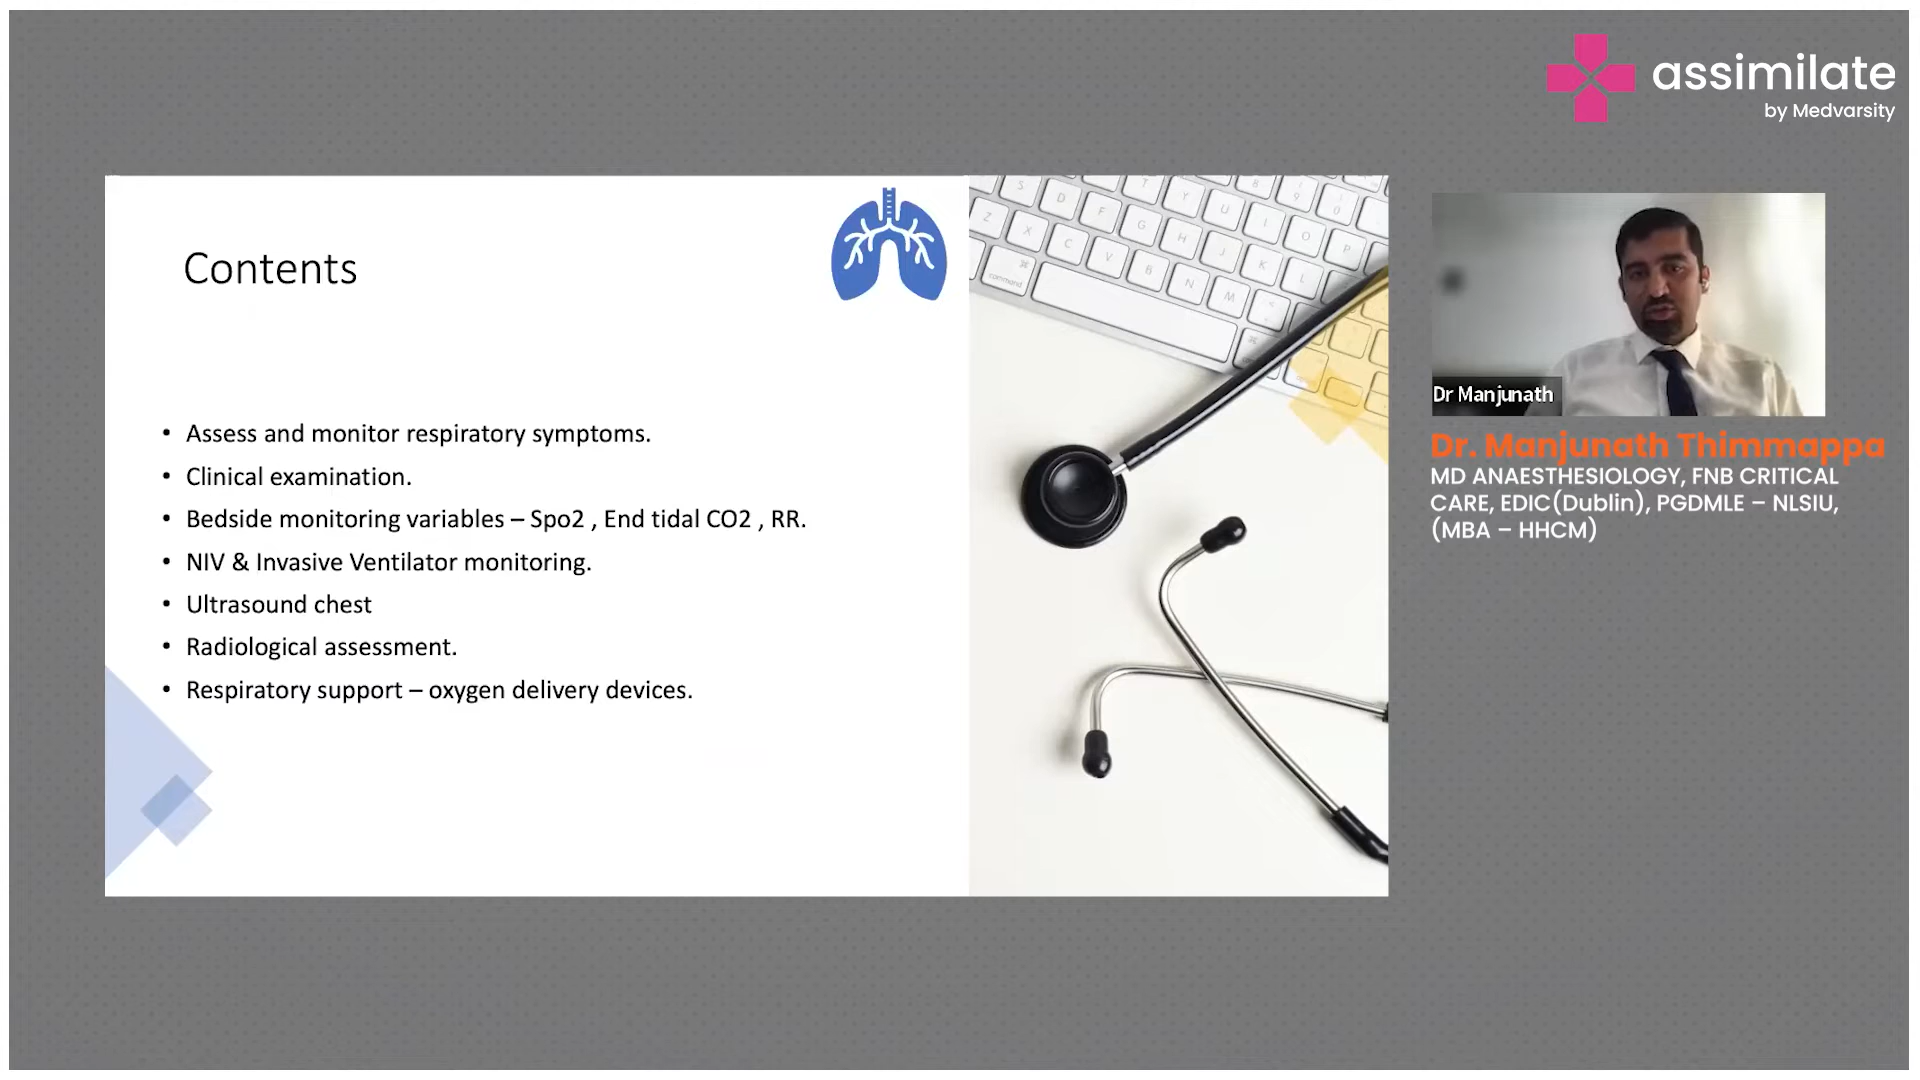 assimilate
by Medvarsity
Contents
• Assess and monitor respiratory symptoms.
• Clinical examination.
• Bedside monitoring variables – Spo2 , End tidal CO2 , RR.
• NIV & Invasive Ventilator monitoring.
• Ultrasound chest
• Radiological assessment.
• Respiratory support – oxygen delivery devices.
Dr Manjunath
Dr. Manjunath Thimmappa
MD ANAESTHESIOLOGY, FNB CRITICAL
CARE, EDIC(Dublin), PGDMLE – NLSIU,
(MBA – HHCM)
command